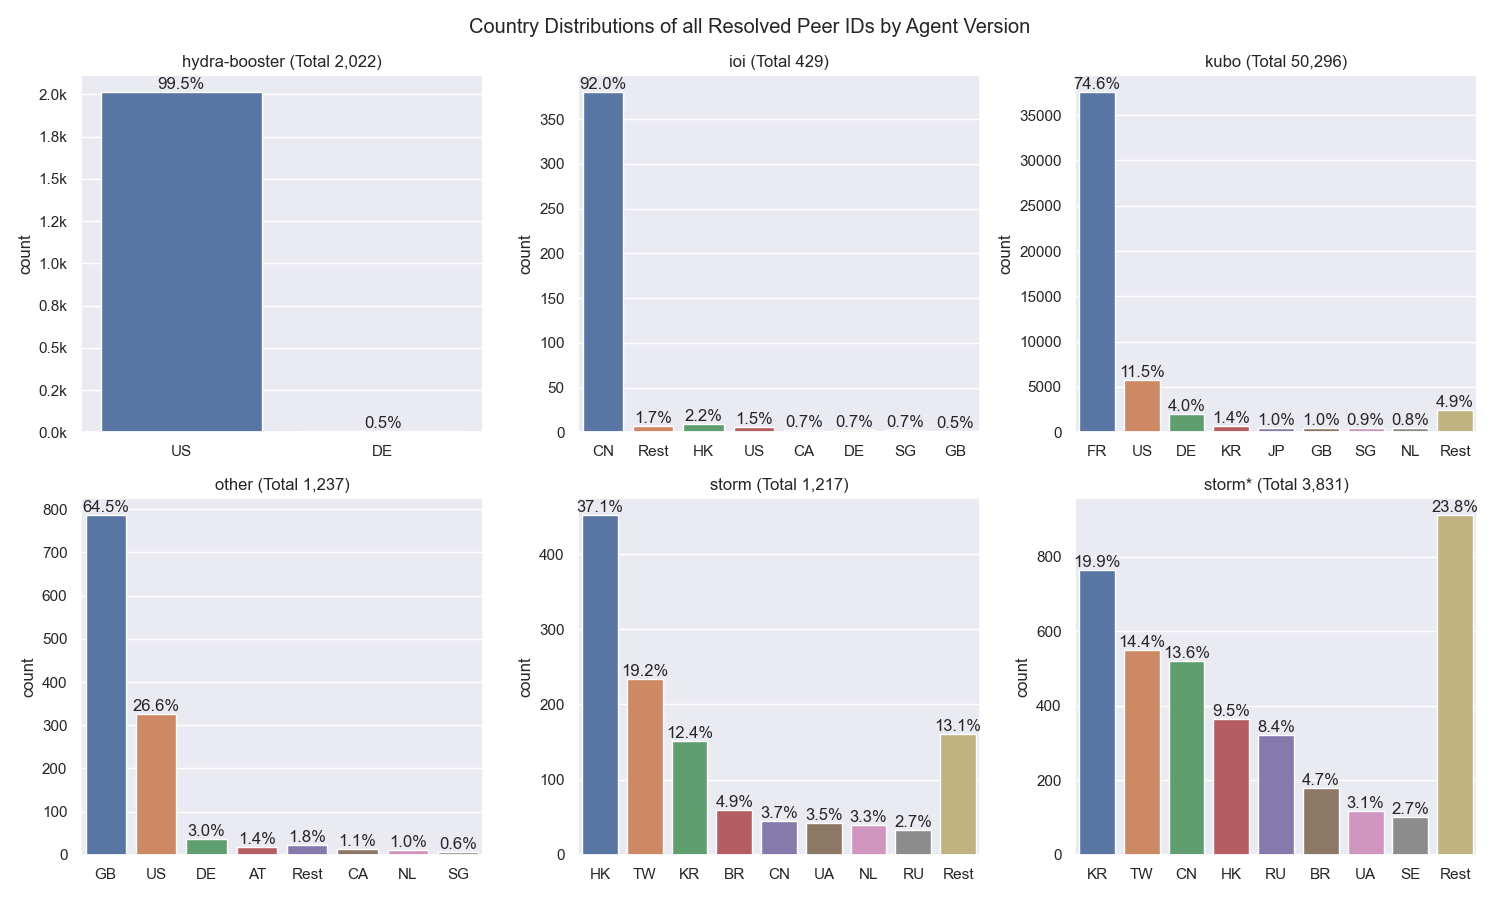 Country Distributions of all Resolved Peer IDs by Agent Version
hydra-booster (Total 2,022)
count
2.0k
1.8k
1.5k
1.2k
1.0k
0.8k
0.5k
0.2k
0.0k
99.5%
0.5%
US DE
ioi (Total 429)
count
350
300
250
200
150
100
50
0
92.0%
1.7% 2.2% 1.5% 0.7% 0.7% 0.7% 0.5%
CN Rest HK US CA DE SG GB
kubo (Total 50,296)
count
35000
30000
25000
20000
15000
10000
5000
0
74.6%
11.5%
4.0% 1.4% 1.0% 1.0% 0.9% 0.8% 4.9%
FR US DE KR JP GB SG NL Rest
other (Total 1,237)
count
800
700
600
500
400
300
200
100
0
64.5%
26.6%
3.0% 1.4% 1.8% 1.1% 1.0% 0.6%
GB US DE AT Rest CA NL SG
storm (Total 1,217)
count
400
300
200
100
0
37.1%
19.2%
12.4%
4.9% 3.7% 3.5% 3.3% 2.7% 13.1%
HK TW KR BR CN UA NL RU Rest
storm* (Total 3,831)
count
800
600
400
200
0
19.9%
14.4% 13.6%
9.5% 8.4%
4.7% 3.1% 2.7% 23.8%
KR TW CN HK RU BR UA SE Rest